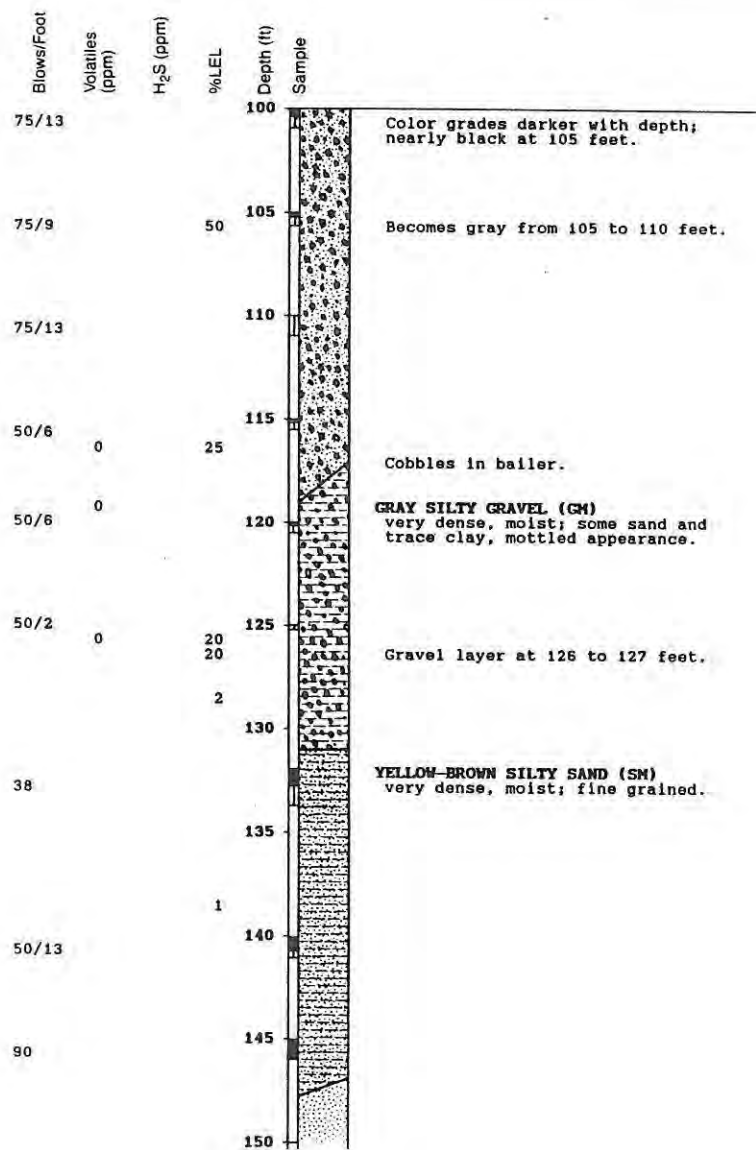 Blows/Foot
Volatiles (ppm)
H2S (ppm)
%LEL
Depth (ft)
Sample
100
75/13
Color grades darker with depth;
nearly black at 105 feet.
105
75/9 50
Becomes gray from 105 to 110 feet.
110
75/13
115
50/6
0 25
Cobbles in bailer.
0
GRAY SILTY GRAVEL (GM)
50/6
120
very dense, moist; some sand and
trace clay, mottled appearance.
50/2
125
0 20
20
Gravel layer at 126 to 127 feet.
2
130
YELLOW-BROWN SILTY SAND (SM)
38
very dense, moist; fine grained.
135
1
140
50/13
145
90
150